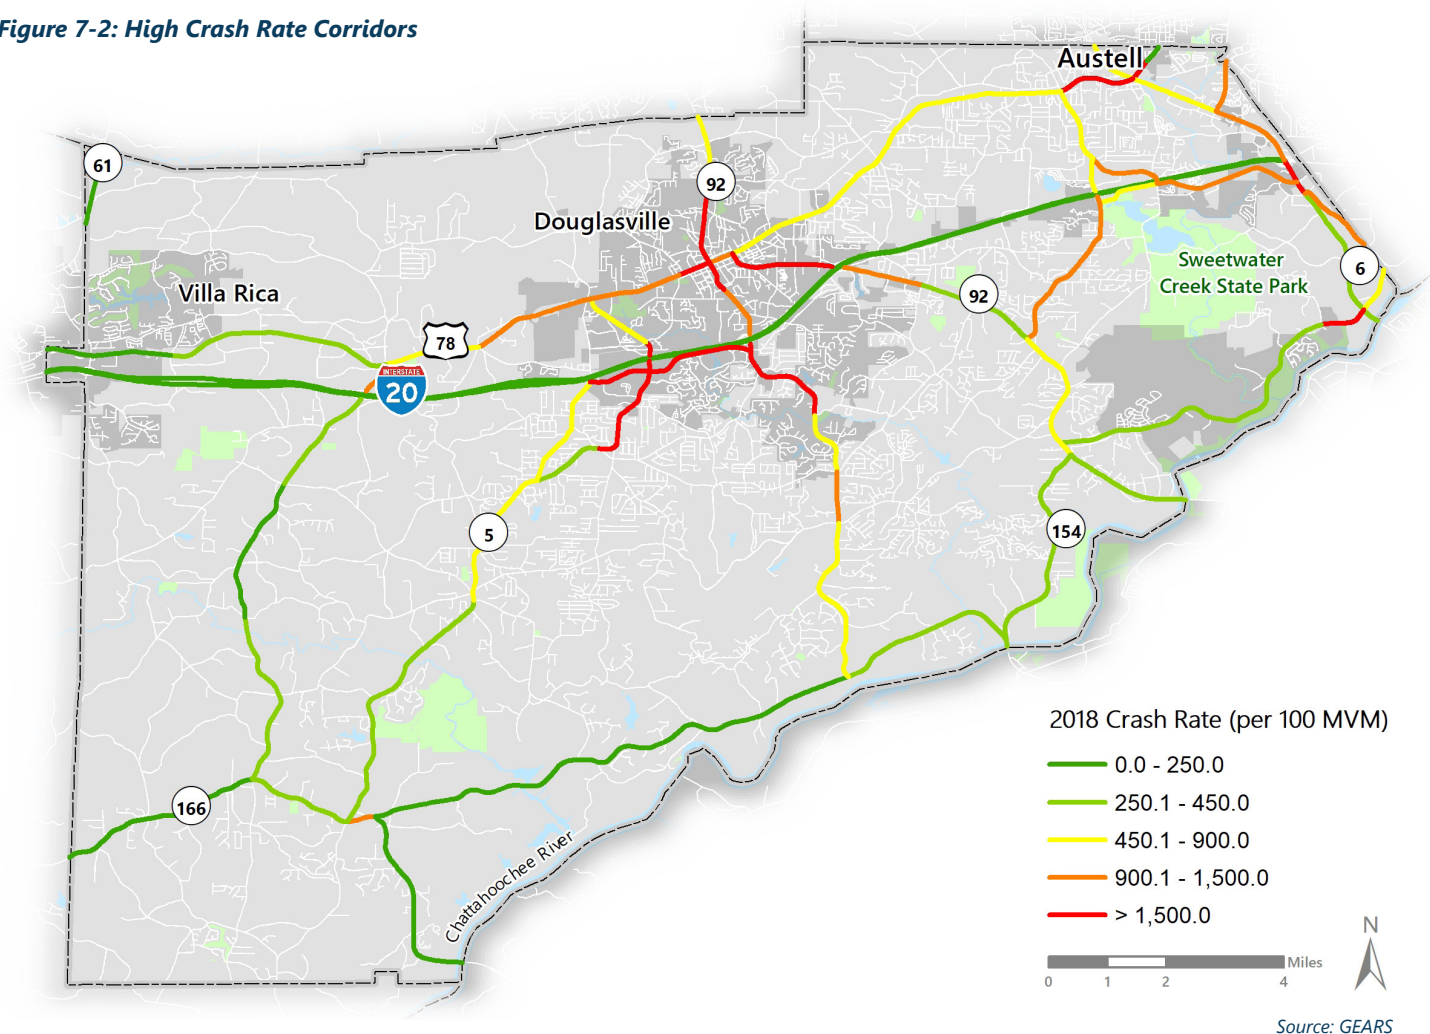 Figure 7-2: High Crash Rate Corridors
Austell
61
92
Douglasville
Sweetwater
Creek State Park
6
Villa Rica
92
78
INTERSTATE
20
5
154
166
Chattahoochee River
2018 Crash Rate (per 100 MVM)
0.0 - 250.0
250.1 - 450.0
450.1 - 900.0
900.1 - 1,500.0
> 1,500.0
N
Miles
0 1 2 4
Source: GEARS